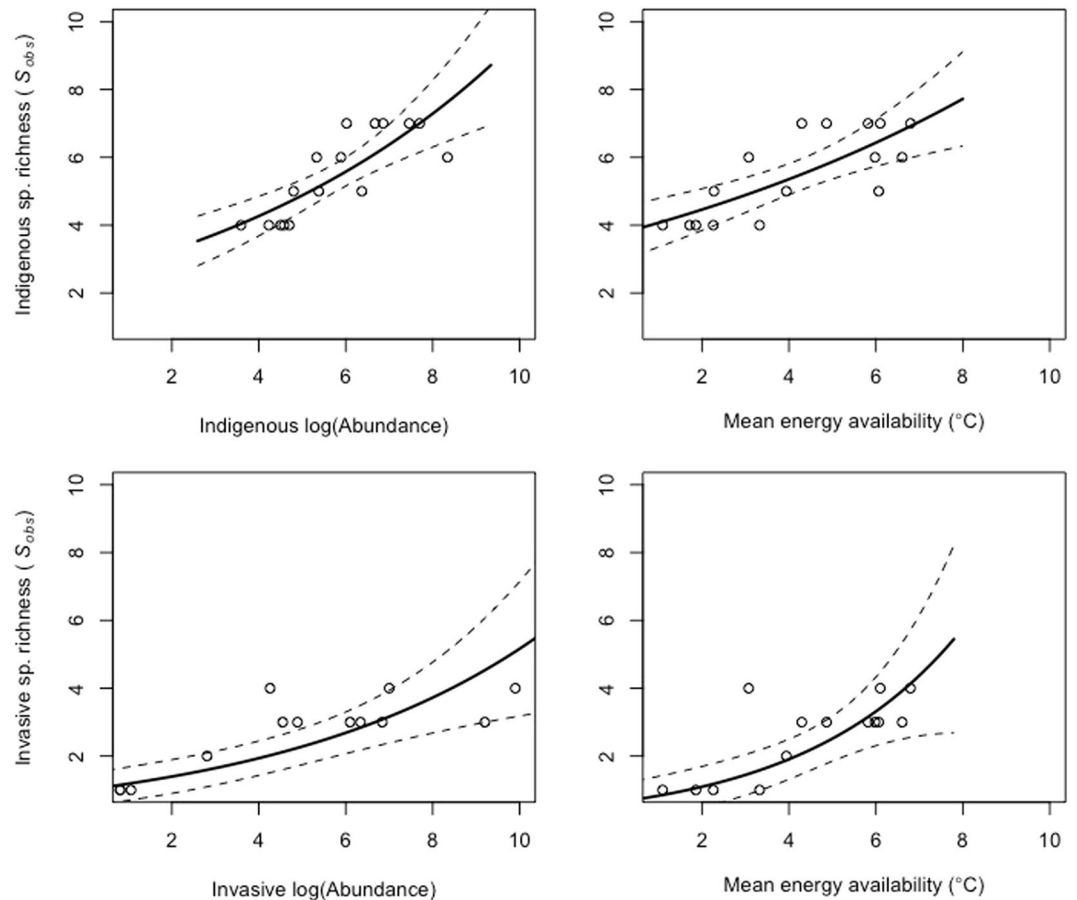 10
8
6
4
2
Indigenous sp. richness ( Sobs)
2 4 6 8 10
Indigenous log(Abundance)
10
8
6
4
2
2 4 6 8 10
Mean energy availability (°C)
10
8
6
4
2
Invasive sp. richness ( Sobs)
2 4 6 8 10
Invasive log(Abundance)
10
8
6
4
2
2 4 6 8 10
Mean energy availability (°C)